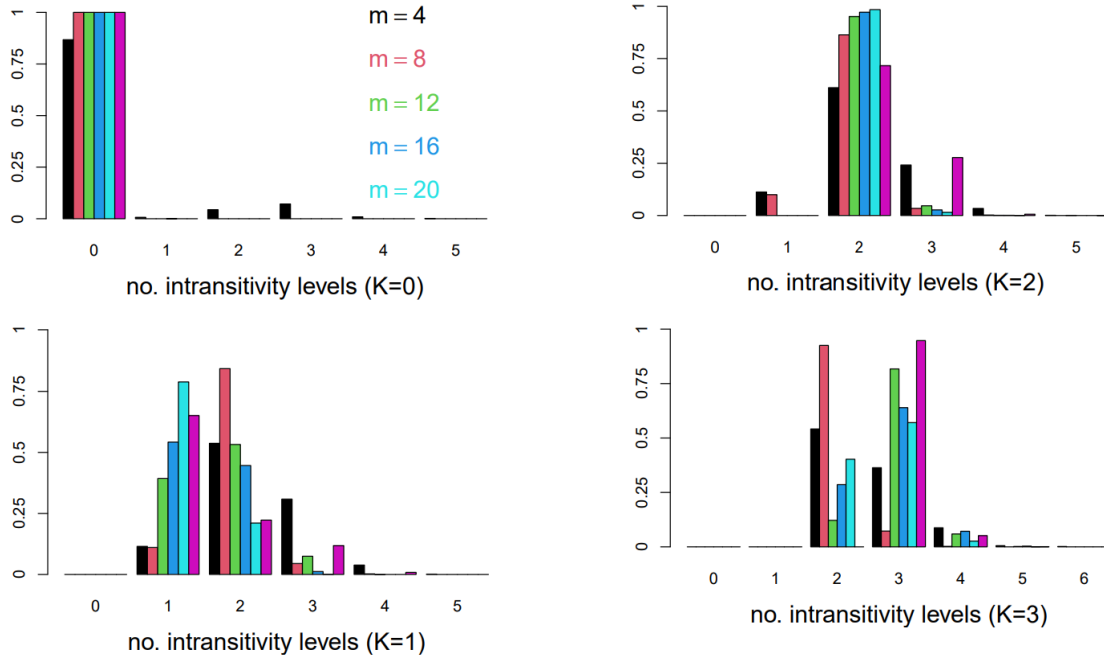 1
0.75
0.5
0.25
0
m = 4
m = 8
m = 12
m = 16
m = 20
0 1 2 3 4 5
no. intransitivity levels (K=0)
1
0.75
0.5
0.25
0
0 1 2 3 4 5
no. intransitivity levels (K=2)
1
0.75
0.5
0.25
0
0 1 2 3 4 5
no. intransitivity levels (K=1)
1
0.75
0.5
0.25
0
0 1 2 3 4 5 6
no. intransitivity levels (K=3)